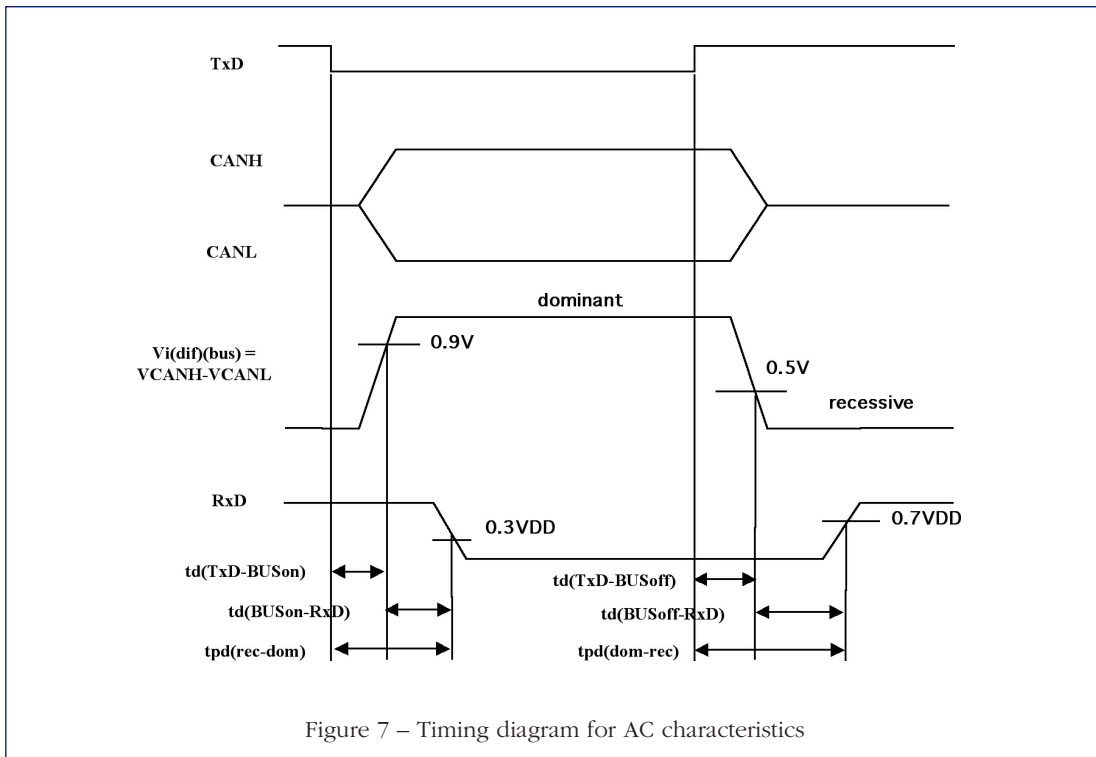 TxD
CANH
CANL
dominant
0.9V
Vi(dif)(bus) =
VCANH-VCANL
0.5V
recessive
RxD
0.3VDD
0.7VDD
td(TxD-BUSon)
td(TxD-BUSoff)
td(BUSon-RxD)
td(BUSoff-RxD)
tpd(rec-dom)
tpd(dom-rec)
Figure 7 – Timing diagram for AC characteristics